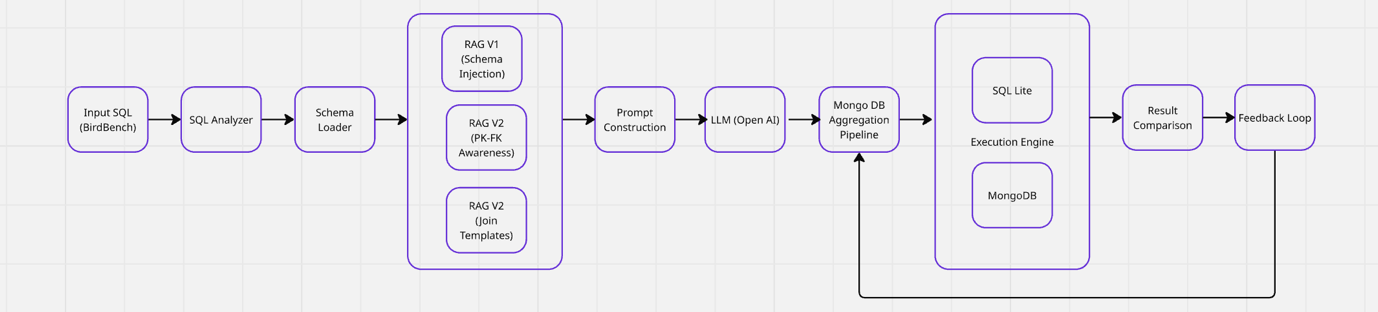 Input SQL
(BirdBench)
SQL Analyzer
Schema
Loader
RAG V1
(Schema
Injection)
RAG V2
(PK-FK
Awareness)
RAG V2
(Join
Templates)
Prompt
Construction
LLM (Open AI)
Mongo DB
Aggregation
Pipeline
SQL Lite
Execution Engine
MongoDB
Result
Comparison
Feedback Loop